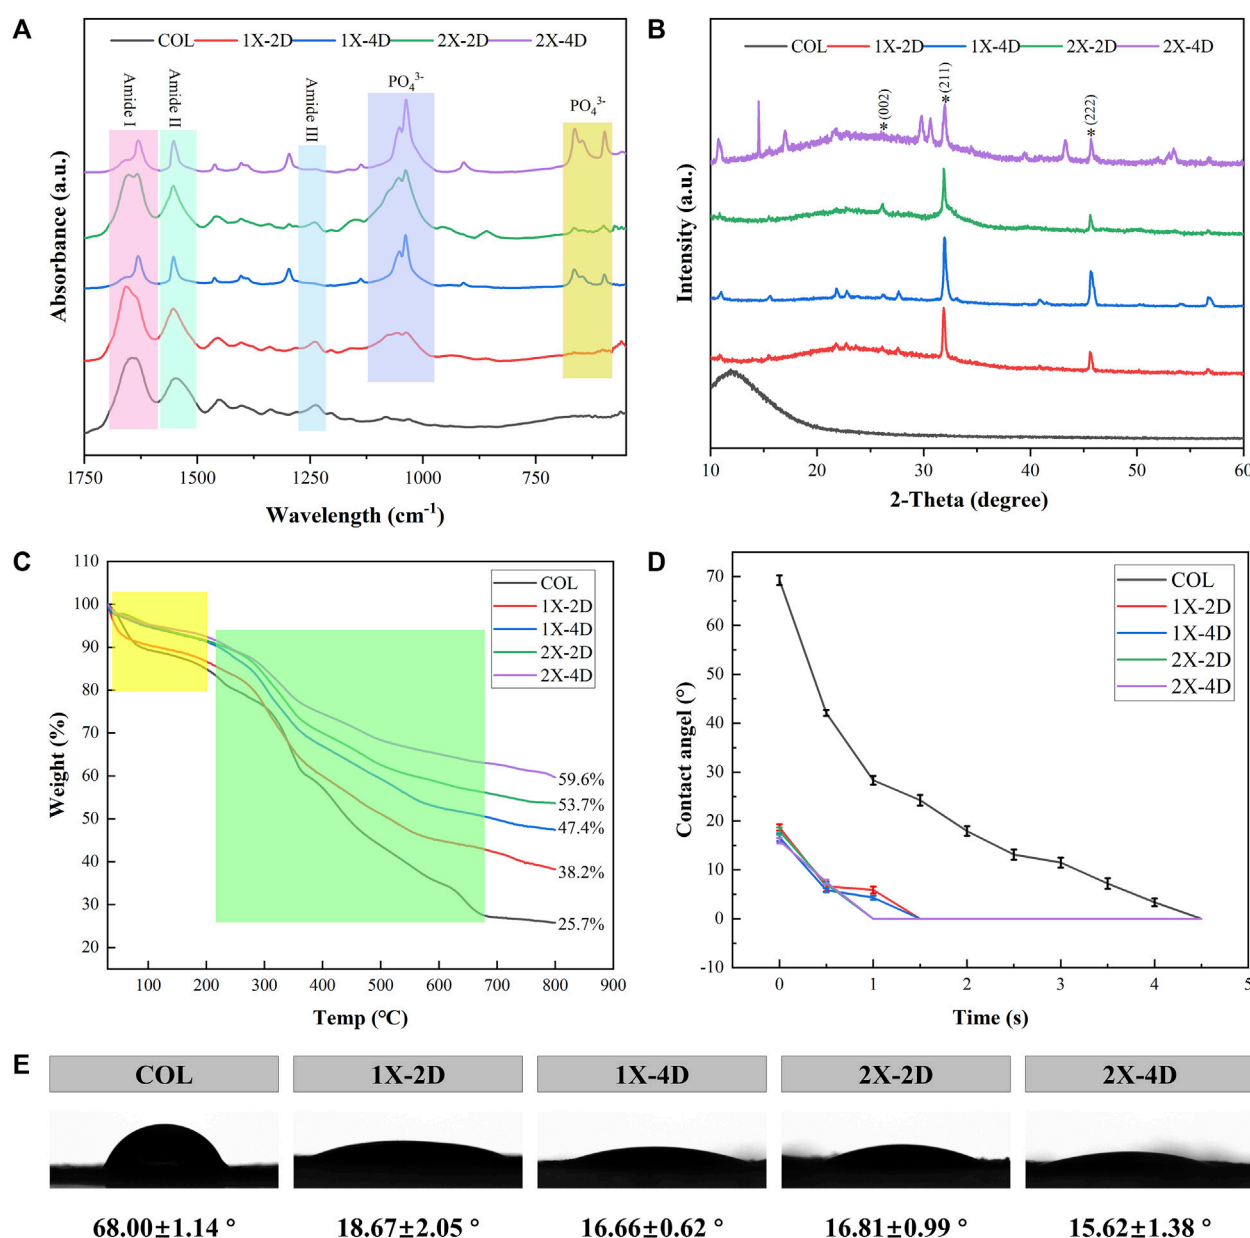 A
COL 1X-2D 1X-4D 2X-2D 2X-4D
Amide I
Amide II
Amide III
PO₄³⁻
PO₄³⁻
Absorbance (a.u.)
1750 1500 1250 1000 750
Wavelength (cm⁻¹)
B
COL 1X-2D 1X-4D 2X-2D 2X-4D
*(002)
*(211)
*(222)
Intensity (a.u.)
10 20 30 40 50 60
2-Theta (degree)
C
110
100
90
80
70
60
50
40
30
20
Weight (%)
COL
1X-2D
1X-4D
2X-2D
2X-4D
59.6%
53.7%
47.4%
38.2%
25.7%
100 200 300 400 500 600 700 800 900
Temp (℃)
D
70
60
50
40
30
20
10
0
-10
Contact angel (°)
COL
1X-2D
1X-4D
2X-2D
2X-4D
0 1 2 3 4 5
Time (s)
E
COL 1X-2D 1X-4D 2X-2D 2X-4D
68.00±1.14 ° 18.67±2.05 ° 16.66±0.62 ° 16.81±0.99 ° 15.62±1.38 °